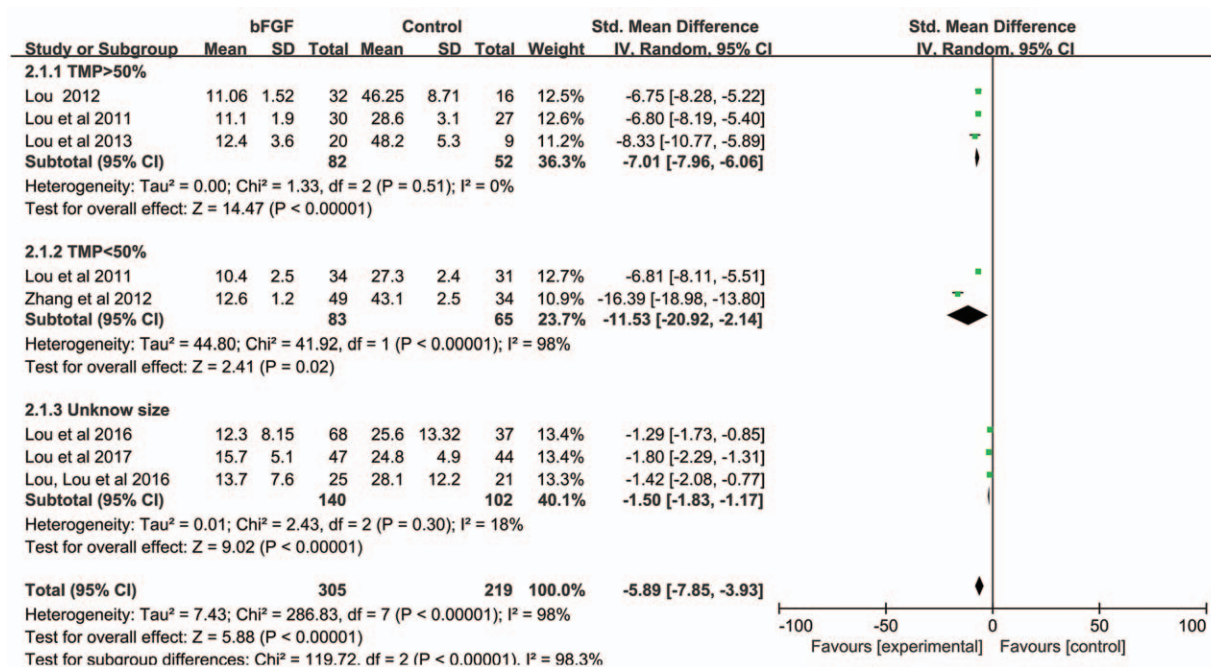 bFGF Control Std. Mean Difference Std. Mean Difference
Study or Subgroup Mean SD Total Mean SD Total Weight IV, Random, 95% CI IV, Random, 95% CI
2.1.1 TMP>50%
Lou 2012 11.06 1.52 32 46.25 8.71 16 12.5% -6.75 [-8.28, -5.22]
Lou et al 2011 11.1 1.9 30 28.6 3.1 27 12.6% -6.80 [-8.19, -5.40]
Lou et al 2013 12.4 3.6 20 48.2 5.3 9 11.2% -8.33 [-10.77, -5.89]
Subtotal (95% CI) 82 52 36.3% -7.01 [-7.96, -6.06]
Heterogeneity: Tau² = 0.00; Chi² = 1.33, df = 2 (P = 0.51); I² = 0%
Test for overall effect: Z = 14.47 (P < 0.00001)
2.1.2 TMP<50%
Lou et al 2011 10.4 2.5 34 27.3 2.4 31 12.7% -6.81 [-8.11, -5.51]
Zhang et al 2012 12.6 1.2 49 43.1 2.5 34 10.9% -16.39 [-18.98, -13.80]
Subtotal (95% CI) 83 65 23.7% -11.53 [-20.92, -2.14]
Heterogeneity: Tau² = 44.80; Chi² = 41.92, df = 1 (P < 0.00001); I² = 98%
Test for overall effect: Z = 2.41 (P = 0.02)
2.1.3 Unknow size
Lou et al 2016 12.3 8.15 68 25.6 13.32 37 13.4% -1.29 [-1.73, -0.85]
Lou et al 2017 15.7 5.1 47 24.8 4.9 44 13.4% -1.80 [-2.29, -1.31]
Lou, Lou et al 2016 13.7 7.6 25 28.1 12.2 21 13.3% -1.42 [-2.08, -0.77]
Subtotal (95% CI) 140 102 40.1% -1.50 [-1.83, -1.17]
Heterogeneity: Tau² = 0.01; Chi² = 2.43, df = 2 (P = 0.30); I² = 18%
Test for overall effect: Z = 9.02 (P < 0.00001)
Total (95% CI) 305 219 100.0% -5.89 [-7.85, -3.93]
Heterogeneity: Tau² = 7.43; Chi² = 286.83, df = 7 (P < 0.00001); I² = 98%
Test for overall effect: Z = 5.88 (P < 0.00001)
Test for subgroup differences: Chi² = 119.72, df = 2 (P < 0.00001), I² = 98.3%
-100 -50 0 50 100
Favours [experimental] Favours [control]